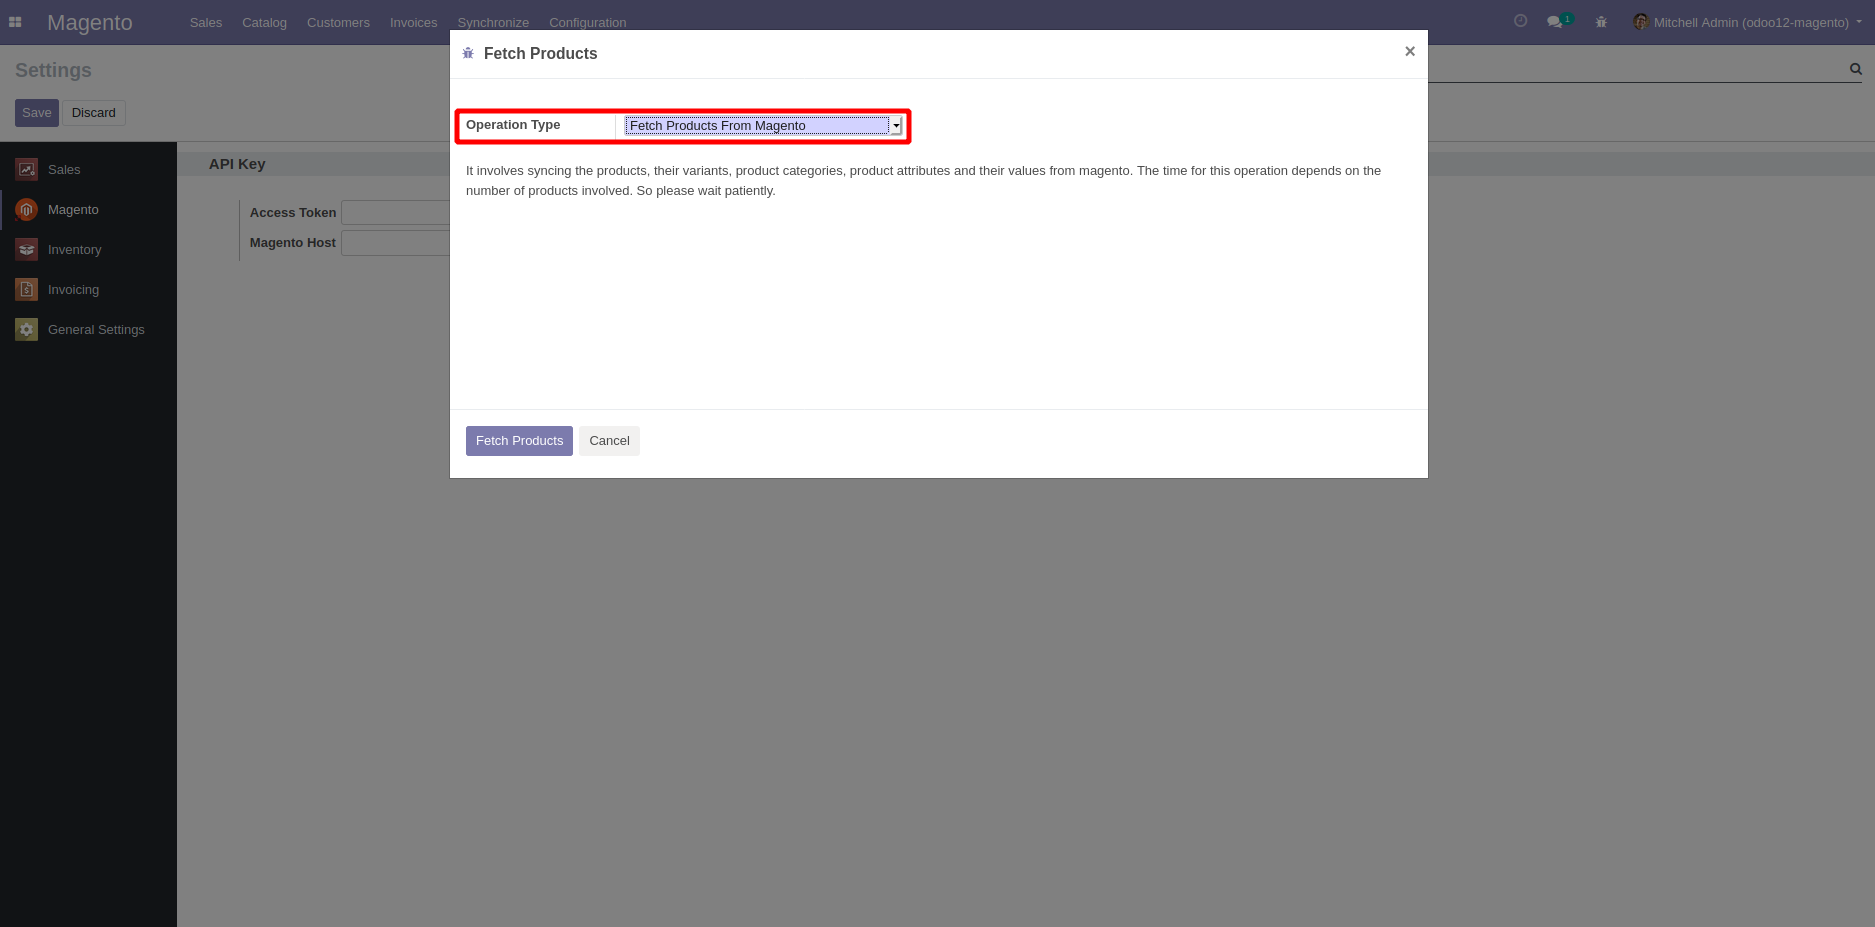 Magento Sales Catalog Customers Invoices Synchronize Configuration 1 Mitchell Admin (odoo12-magento)
Settings
Save Discard
Fetch Products ×
Operation Type Fetch Products From Magento
It involves syncing the products, their variants, product categories, product attributes and their values from magento. The time for this operation depends on the
number of products involved. So please wait patiently.
Fetch Products Cancel
Sales
Magento
Inventory
Invoicing
General Settings
API Key
Access Token
Magento Host